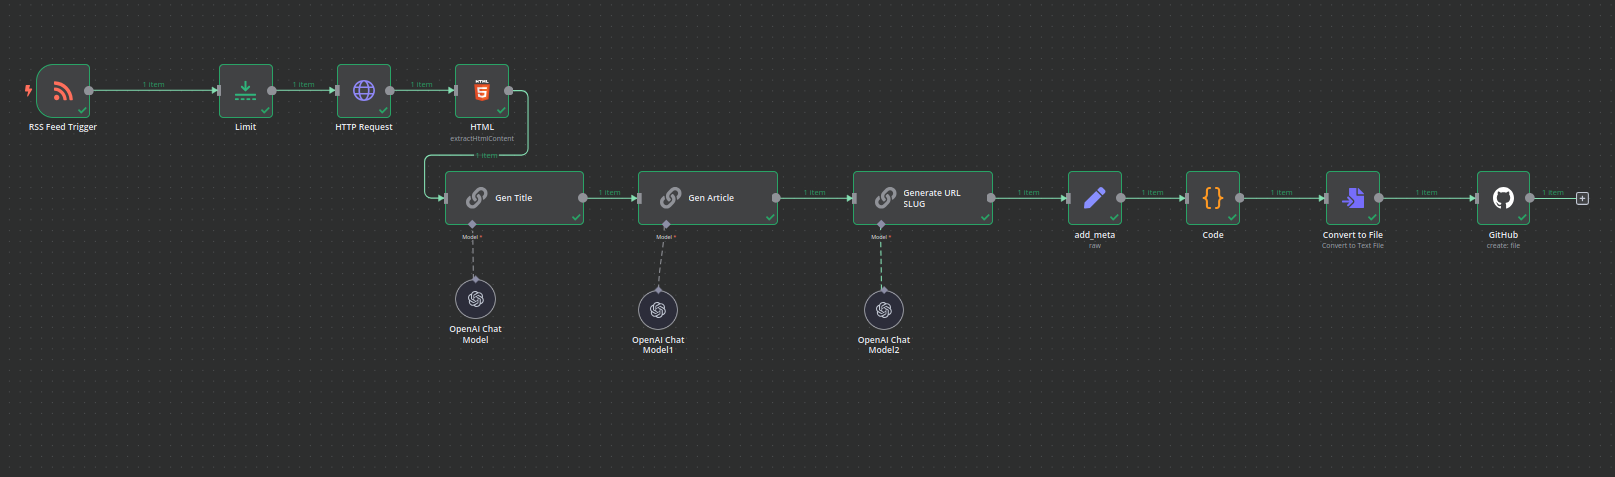 1 item
1 item
1 item
HTML
5
RSS Feed Trigger
Limit
HTTP Request
HTML
extractHtmlContent
1 item
Gen Title
1 item
Gen Article
1 item
Generate URL
SLUG
1 item
1 item
{}
1 item
1 item
1 item
Model *
Model *
Model *
add_meta
raw
Code
Convert to File
Convert to Text File
GitHub
create: file
OpenAI Chat
Model
OpenAI Chat
Model1
OpenAI Chat
Model2